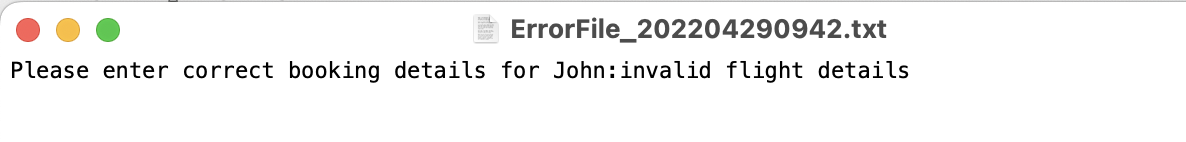 ErrorFile_202204290942.txt
Please enter correct booking details for John:invalid flight details